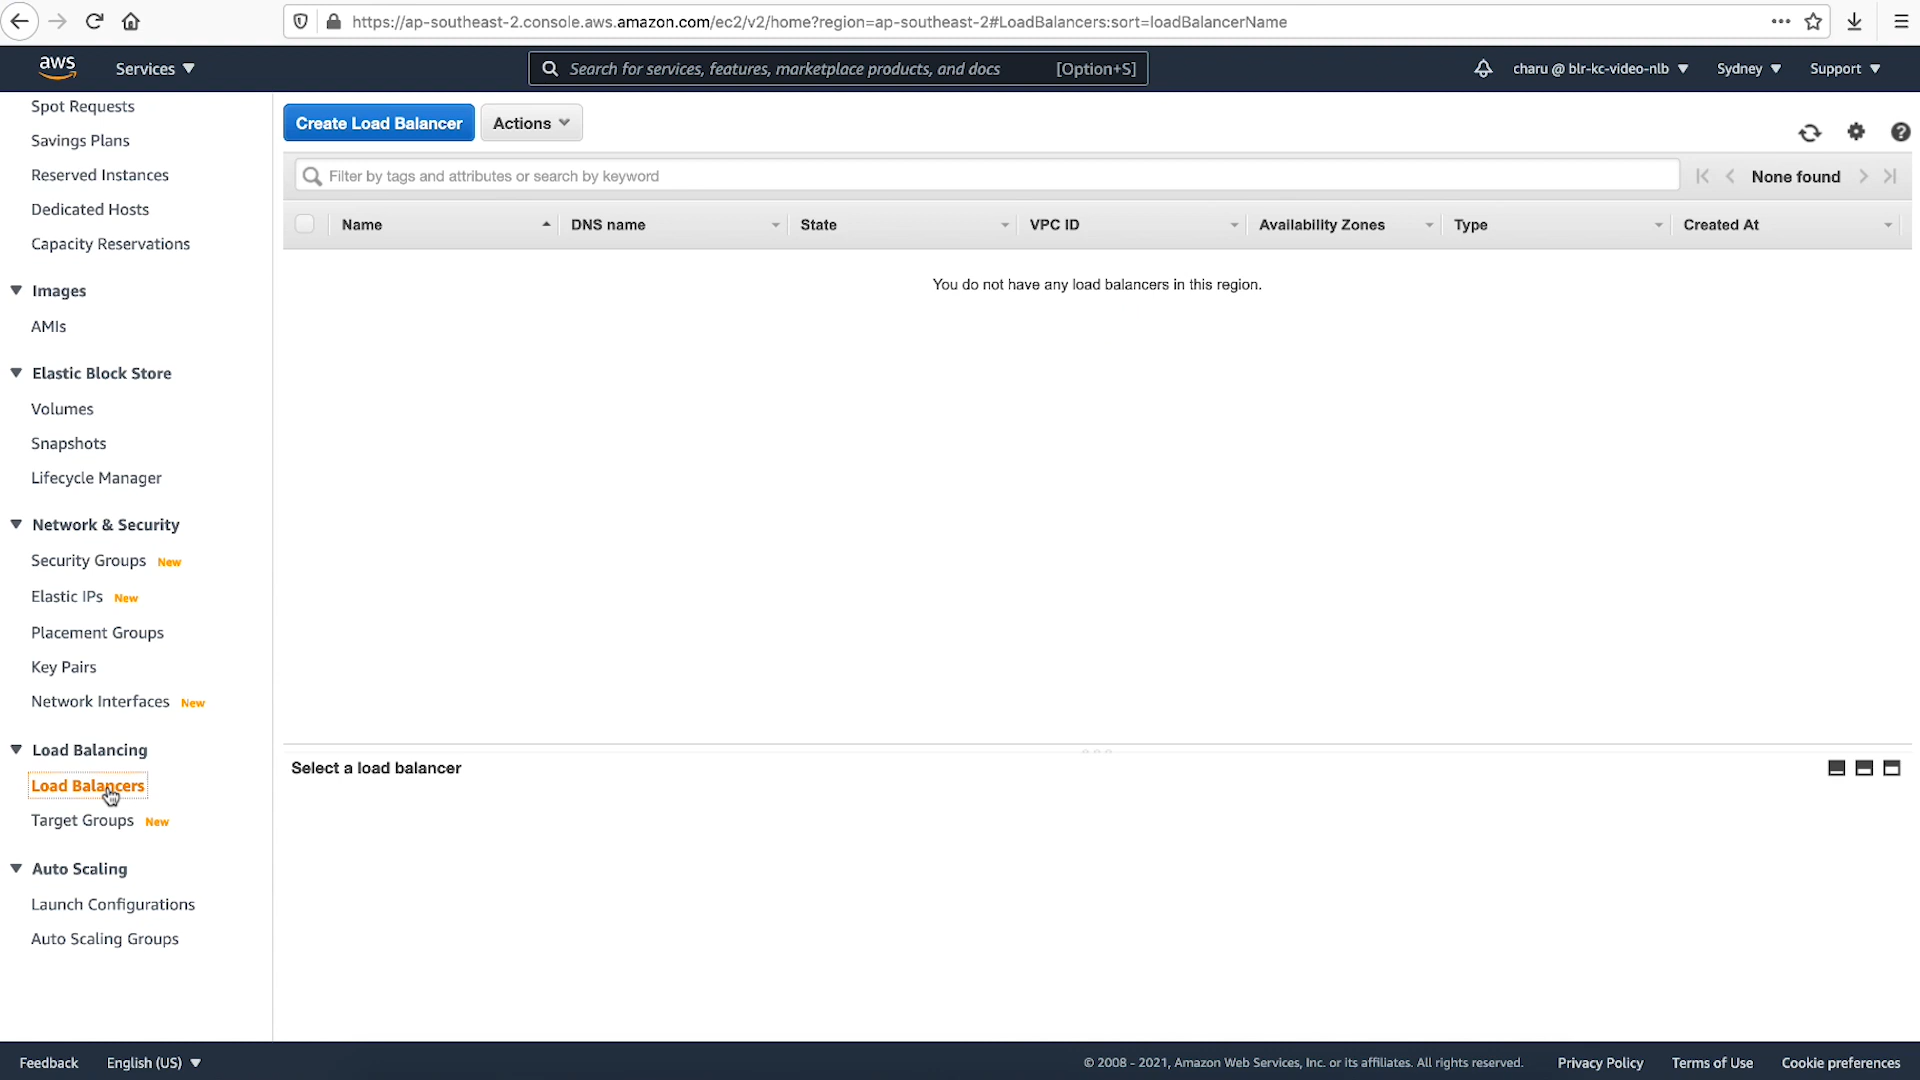 https://ap-southeast-2.console.aws.amazon.com/ec2/v2/home?region=ap-southeast-2#LoadBalancers:sort=loadBalancerName
aws
Services
Search for services, features, marketplace products, and docs [Option+S]
charu @ blr-kc-video-nlb
Sydney
Support
Spot Requests
Savings Plans
Reserved Instances
Dedicated Hosts
Capacity Reservations
Images
AMIs
Elastic Block Store
Volumes
Snapshots
Lifecycle Manager
Network & Security
Security Groups New
Elastic IPs New
Placement Groups
Key Pairs
Network Interfaces New
Load Balancing
Load Balancers
Target Groups New
Auto Scaling
Launch Configurations
Auto Scaling Groups
Create Load Balancer
Actions
Filter by tags and attributes or search by keyword
None found
Name
DNS name
State
VPC ID
Availability Zones
Type
Created At
You do not have any load balancers in this region.
Select a load balancer
Feedback
English (US)
© 2008 - 2021, Amazon Web Services, Inc. or its affiliates. All rights reserved.
Privacy Policy
Terms of Use
Cookie preferences